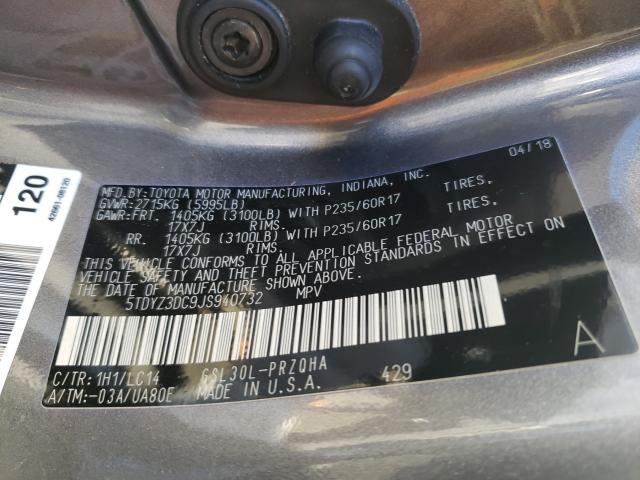 120
42661-08120
MFD.BY:TOYOTA MOTOR MANUFACTURING, INDIANA, INC. 04/18
GVWR:2715KG (5995LB)
GAWR:FRT. 1405KG (3100LB) WITH P235/60R17 TIRES,
17X7J RIMS.
RR. 1405KG (3100LB) WITH P235/60R17 TIRES,
17X7J RIMS.
THIS VEHICLE CONFORMS TO ALL APPLICABLE FEDERAL MOTOR
VEHICLE SAFETY AND THEFT PREVENTION STANDARDS IN EFFECT ON
THE DATE OF MANUFACTURE SHOWN ABOVE.
5TDYZ3DC9JS940732 MPV
A
C/TR:1H1/LC14 GSL30L-PRZQHA 429
A/TM:-03A/UA80E MADE IN U.S.A.